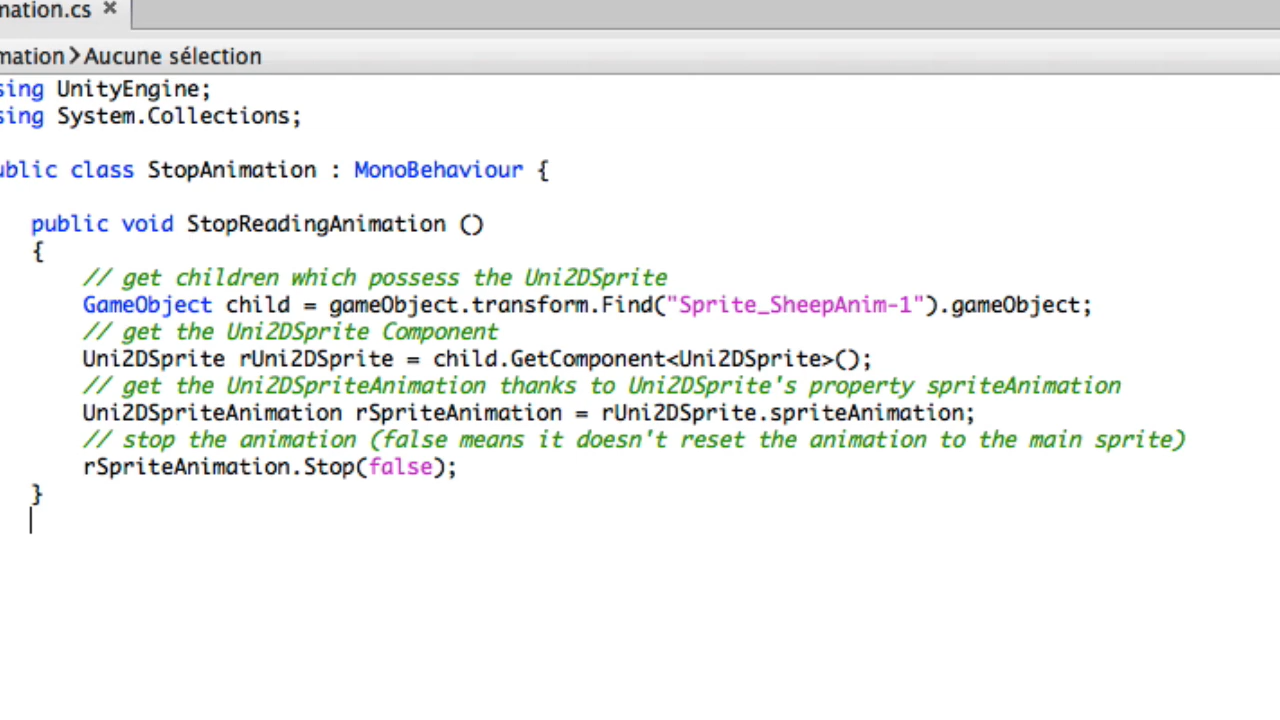 mation.cs ×
mation>Aucune sélection
sing UnityEngine;
sing System.Collections;
ublic class StopAnimation : MonoBehaviour {
public void StopReadingAnimation ()
{
// get children which possess the Uni2DSprite
GameObject child = gameObject.transform.Find("Sprite_SheepAnim-1").gameObject;
// get the Uni2DSprite Component
Uni2DSprite rUni2DSprite = child.GetComponent<Uni2DSprite>();
// get the Uni2DSpriteAnimation thanks to Uni2DSprite's property spriteAnimation
Uni2DSpriteAnimation rSpriteAnimation = rUni2DSprite.spriteAnimation;
// stop the animation (false means it doesn't reset the animation to the main sprite)
rSpriteAnimation.Stop(false);
}